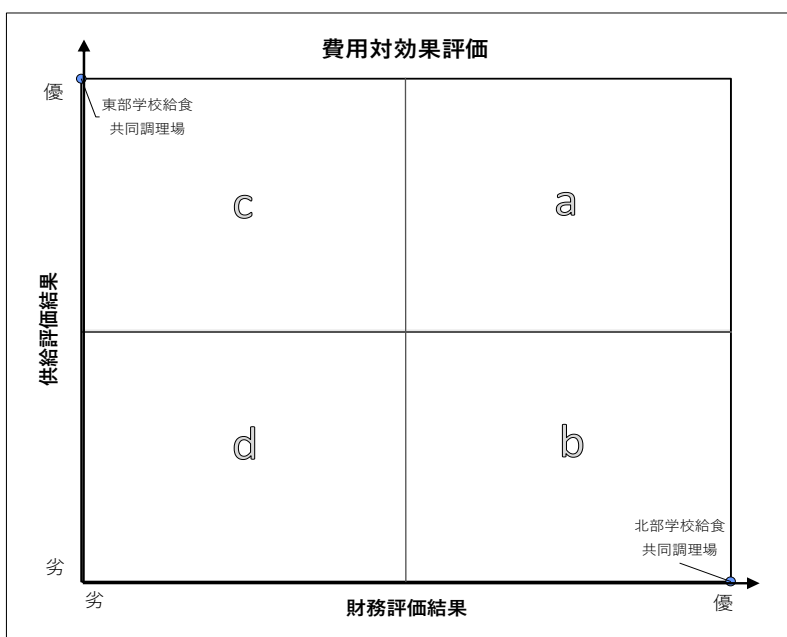 費用対効果評価
優
東部学校給食
共同調理場
c
a
供給評価結果
d
b
北部学校給食
共同調理場
劣
劣
財務評価結果
優